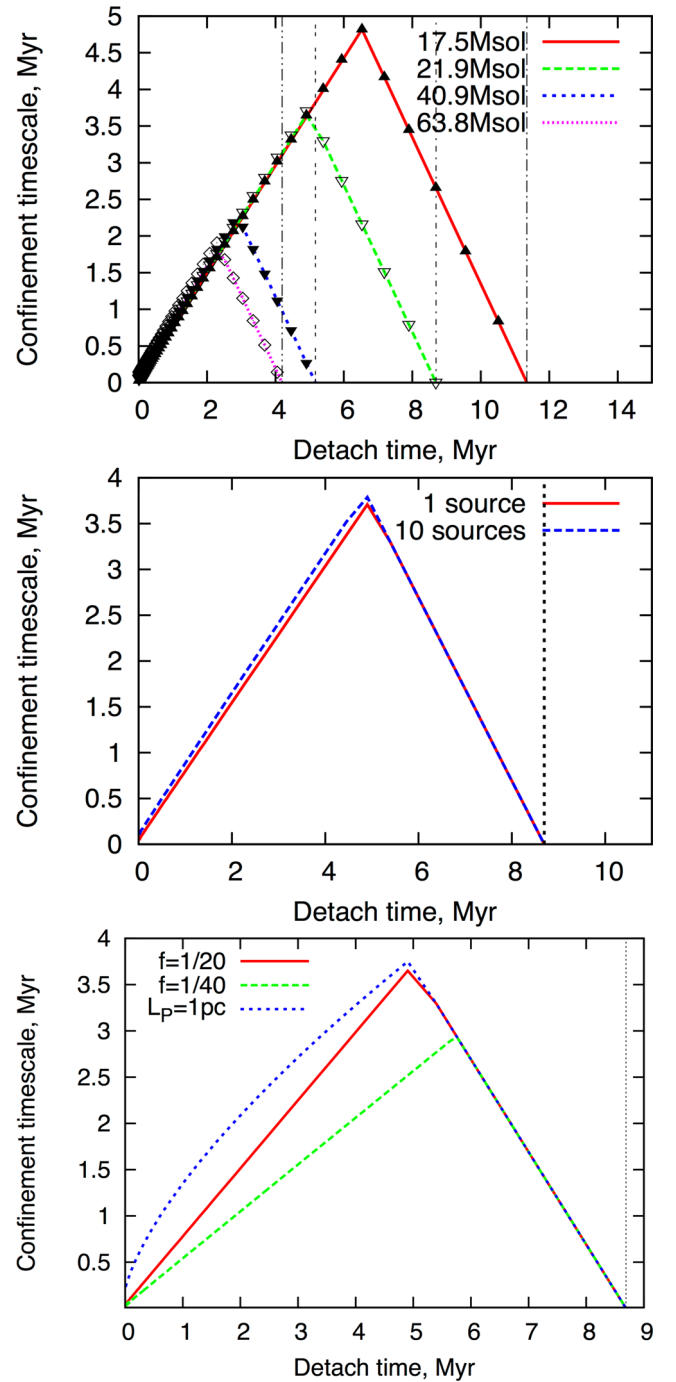 Confinement timescale, Myr
5
4.5
4
3.5
3
2.5
2
1.5
1
0.5
0
17.5Msol
21.9Msol
40.9Msol
63.8Msol
0 2 4 6 8 10 12 14
Detach time, Myr
Confinement timescale, Myr
4
3.5
3
2.5
2
1.5
1
0.5
0
1 source
10 sources
0 2 4 6 8 10
Detach time, Myr
Confinement timescale, Myr
4
3.5
3
2.5
2
1.5
1
0.5
f=1/20
f=1/40
LP=1pc
0 1 2 3 4 5 6 7 8 9
Detach time, Myr